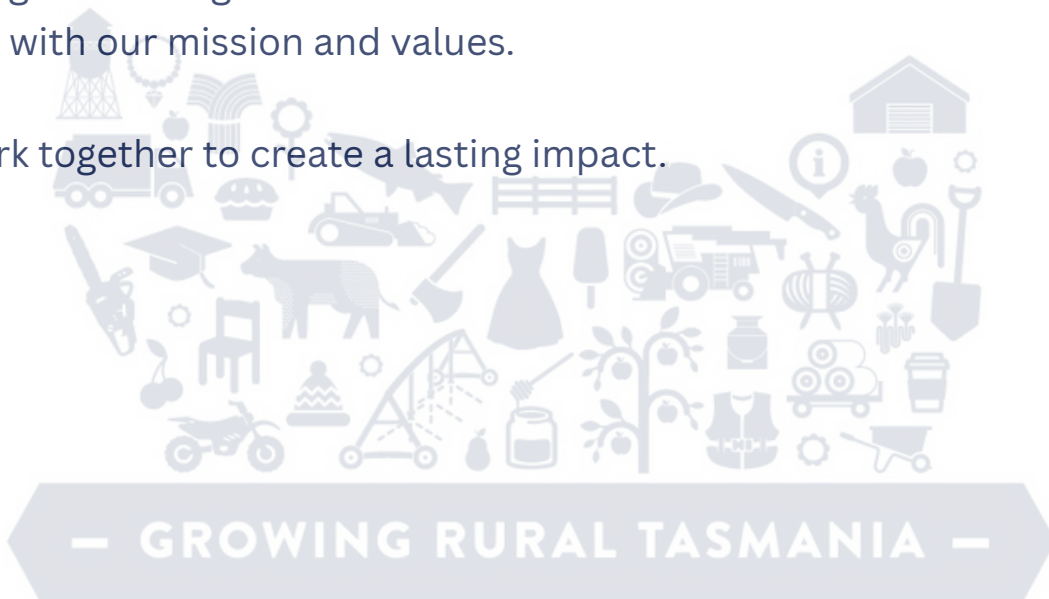 with our mission and values.
rk together to create a lasting impact.
— GROWING RURAL TASMANIA —